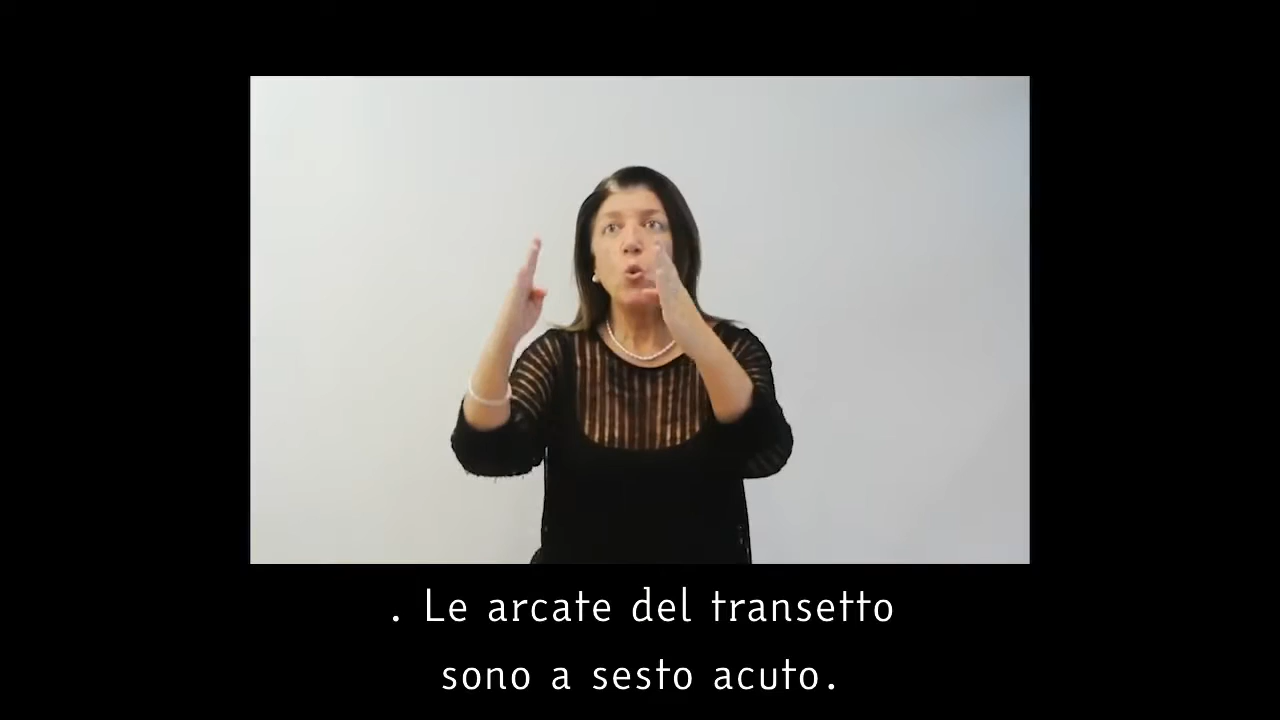 . Le arcate del transetto
sono a sesto acuto.